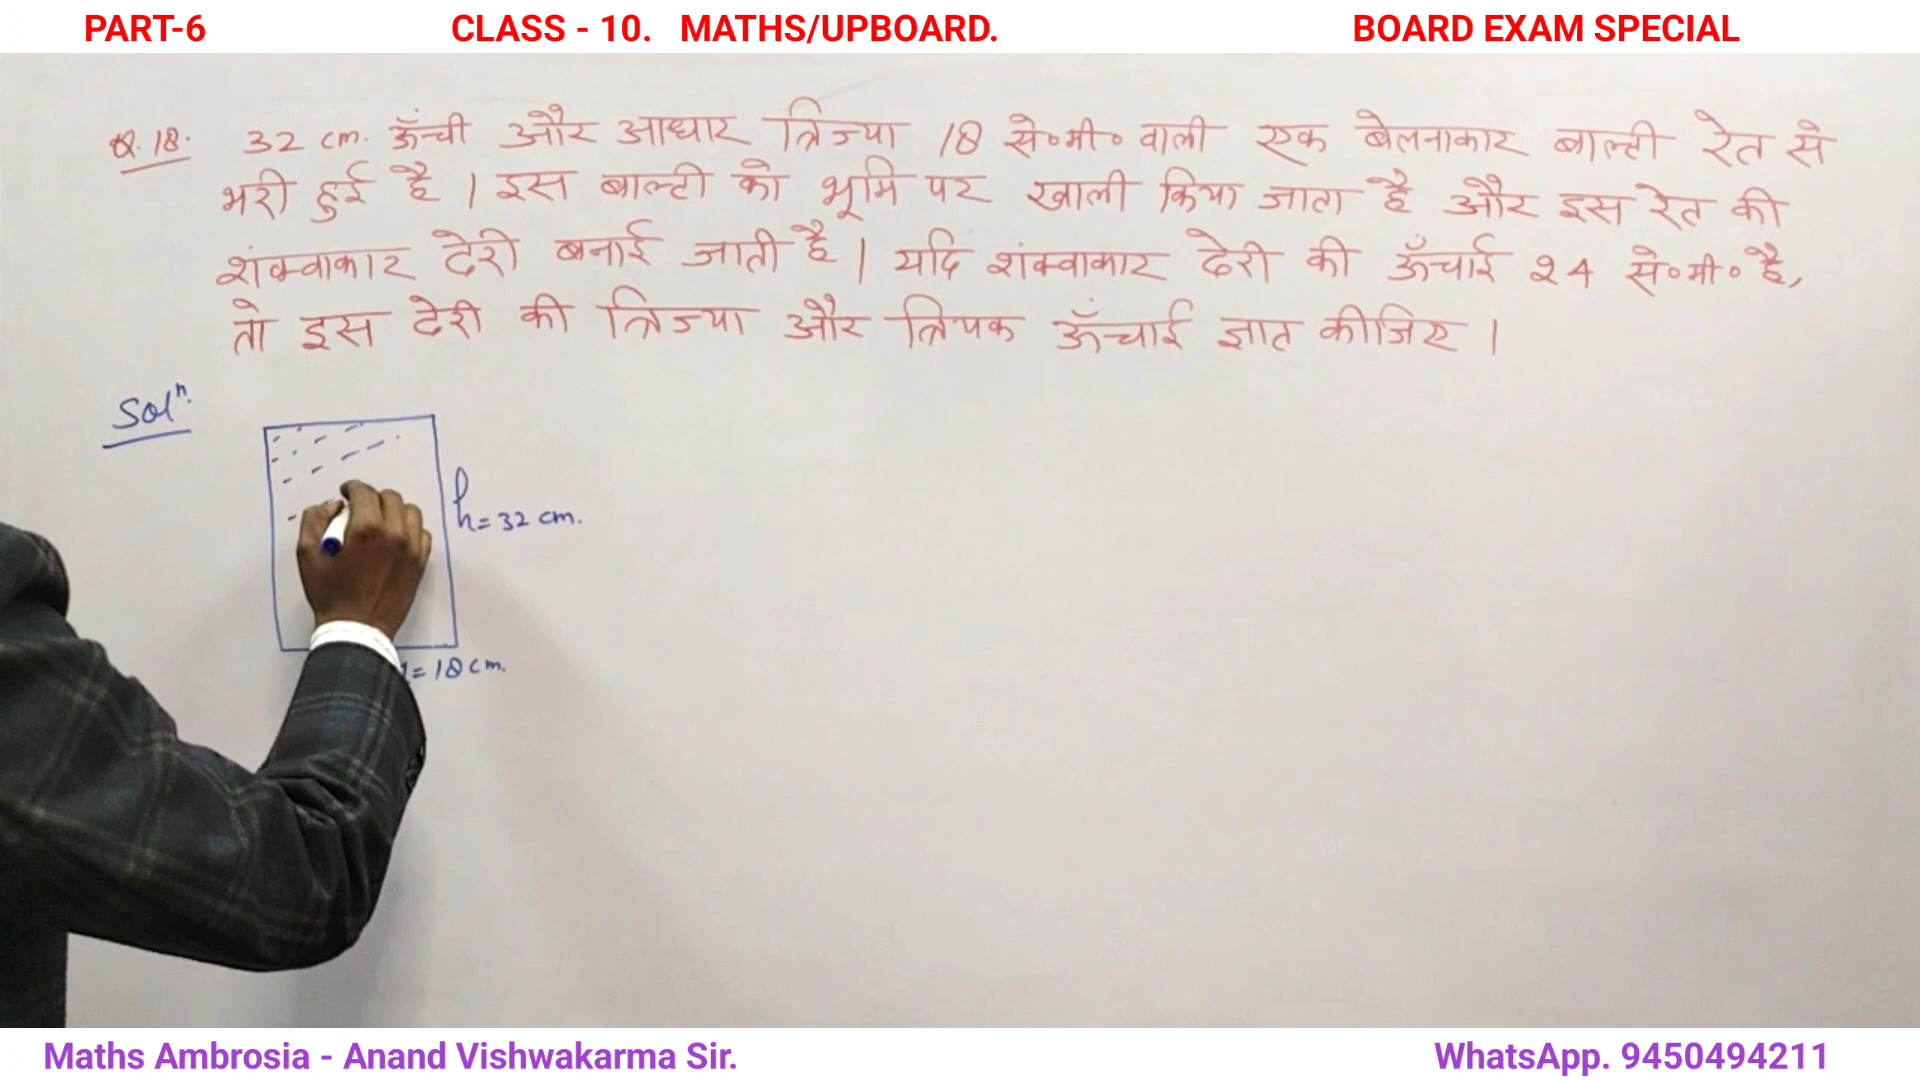 PART-6 CLASS - 10. MATHS/UPBOARD. BOARD EXAM SPECIAL
Q.18. 32 cm. ऊँची और आधार त्रिज्या 18 से०मी० वाली एक बेलनाकार बाल्टी रेत से
भरी हुई है । इस बाल्टी को भूमि पर खाली किया जाता है और इस रेत की
शंक्वाकार ढेरी बनाई जाती है । यदि शंक्वाकार ढेरी की ऊँचाई 24 से०मी० है,
तो इस ढेरी की त्रिज्या और त्रियक ऊँचाई ज्ञात कीजिए ।
Solⁿ.
h = 32 cm.
= 18 cm.
Maths Ambrosia - Anand Vishwakarma Sir. WhatsApp. 9450494211